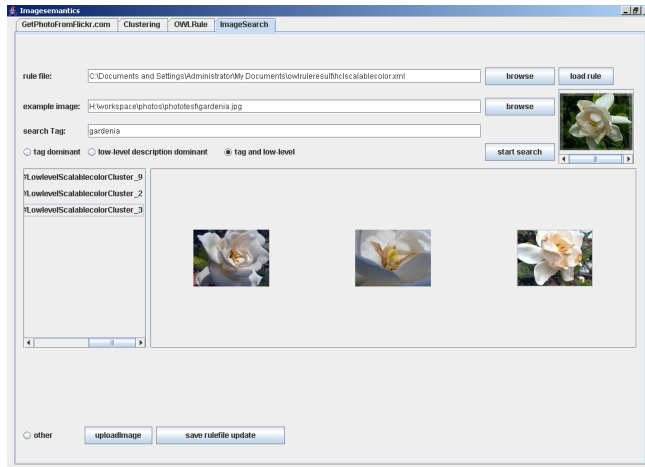 Imagesemantics
GetPhotoFromFlickr.com Clustering OWLRule ImageSearch
rule file: C:\Documents and Settings\Administrator\My Documents\owlruleresult\hclscalablecolor.xml browse load rule
example image: H:\workspace\photos\phototest\gardenia.jpg browse
search Tag: gardenia
tag dominant low-level description dominant tag and low-level start search
#LowlevelScalablecolorCluster_9
#LowlevelScalablecolorCluster_2
#LowlevelScalablecolorCluster_3
other uploadImage save rulefile update